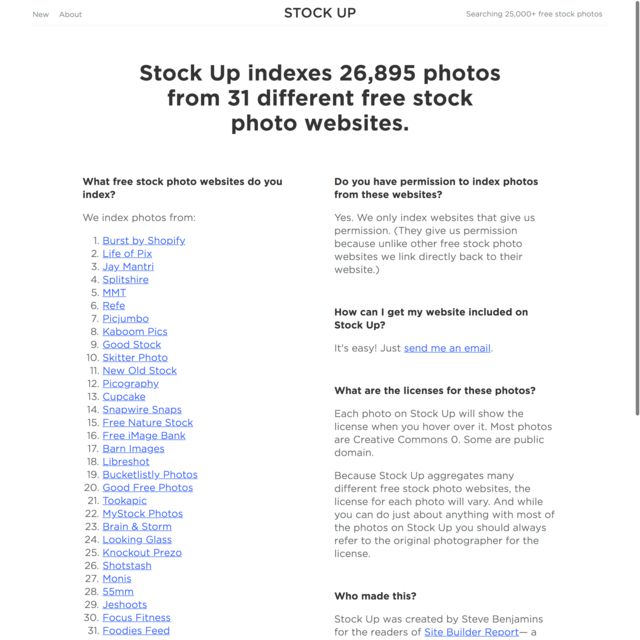 New About STOCK UP Searching 25,000+ free stock photos
Stock Up indexes 26,895 photos
from 31 different free stock
photo websites.
What free stock photo websites do you
index?
We index photos from:
1. Burst by Shopify
2. Life of Pix
3. Jay Mantri
4. Splitshire
5. MMT
6. Refe
7. Picjumbo
8. Kaboom Pics
9. Good Stock
10. Skitter Photo
11. New Old Stock
12. Picography
13. Cupcake
14. Snapwire Snaps
15. Free Nature Stock
16. Free iMage Bank
17. Barn Images
18. Libreshot
19. Bucketlistly Photos
20. Good Free Photos
21. Tookapic
22. MyStock Photos
23. Brain & Storm
24. Looking Glass
25. Knockout Prezo
26. Shotstash
27. Monis
28. 55mm
29. Jeshoots
30. Focus Fitness
31. Foodies Feed
Do you have permission to index photos
from these websites?
Yes. We only index websites that give us
permission. (They give us permission
because unlike other free stock photo
websites we link directly back to their
website.)
How can I get my website included on
Stock Up?
It's easy! Just send me an email.
What are the licenses for these photos?
Each photo on Stock Up will show the
license when you hover over it. Most photos
are Creative Commons 0. Some are public
domain.
Because Stock Up aggregates many
different free stock photo websites, the
license for each photo will vary. And while
you can do just about anything with most of
the photos on Stock Up you should always
refer to the original photographer for the
license.
Who made this?
Stock Up was created by Steve Benjamins
for the readers of Site Builder Report— a